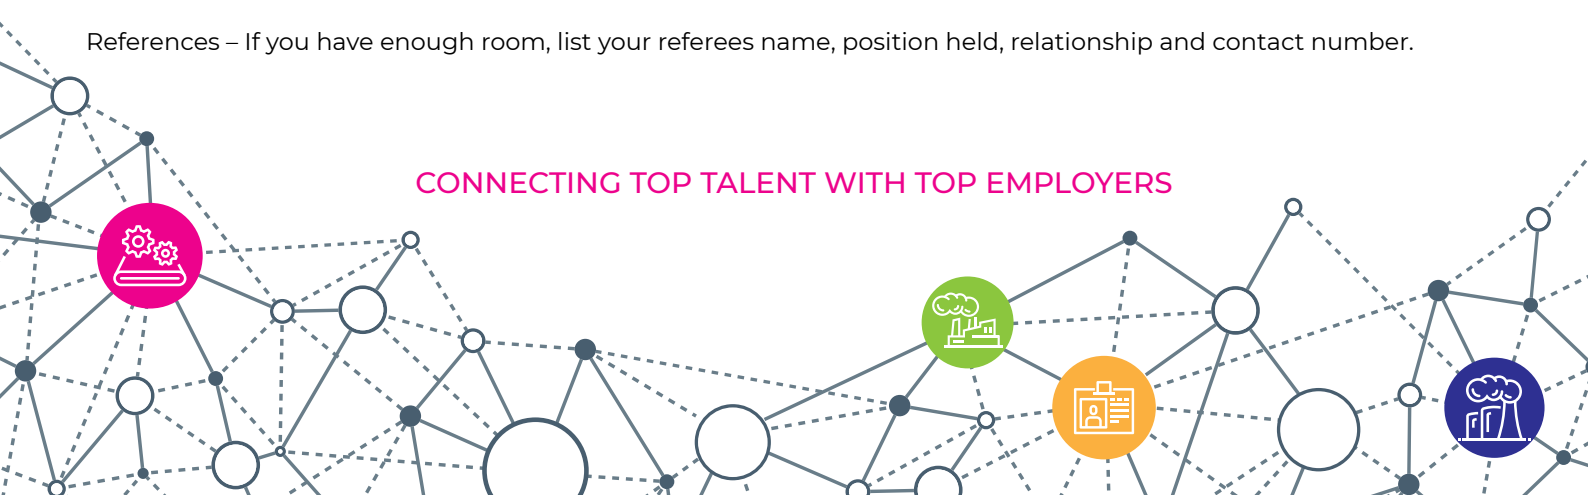 References – If you have enough room, list your referees name, position held, relationship and contact number.
CONNECTING TOP TALENT WITH TOP EMPLOYERS